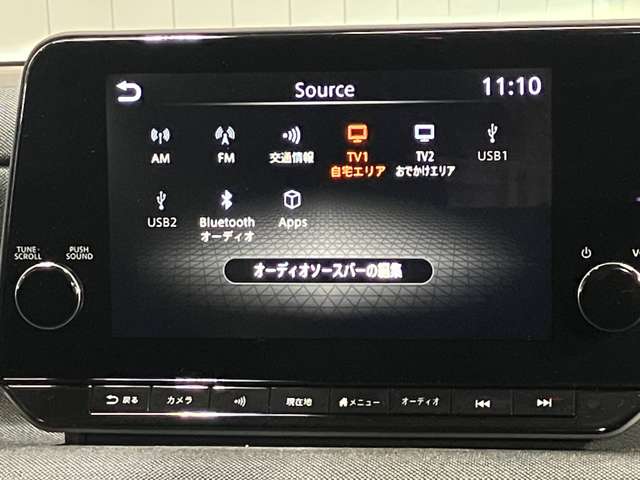 Source
11:10
AM
FM
交通情報
TV1
自宅エリア
TV2
おでかけエリア
USB1
USB2
Bluetooth
オーディオ
Apps
オーディオソースバーの編集
TUNE·
SCROLL
PUSH
SOUND
戻る
カメラ
現在地
メニュー
オーディオ